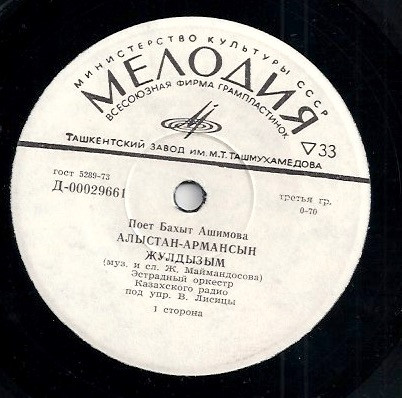 МИНИСТЕРСТВО КУЛЬТУРЫ СССР
МЕЛОДИЯ
ВСЕСОЮЗНАЯ ФИРМА ГРАМПЛАСТИНОК
▽33
ТАШКЕНТСКИЙ ЗАВОД ИМ. М.Т. ТАШМУХАМЕДОВА
гост 5289-73
Д-00029661
третья гр.
0-70
Поет Бахыт Ашимова
АЛЫСТАН-АРМАНСЫН
ЖУЛДЫЗЫМ
(муз. и сл. Ж. Маймандосова)
Эстрадный оркестр
Казахского радио
под упр. В. Лисицы
1 сторона